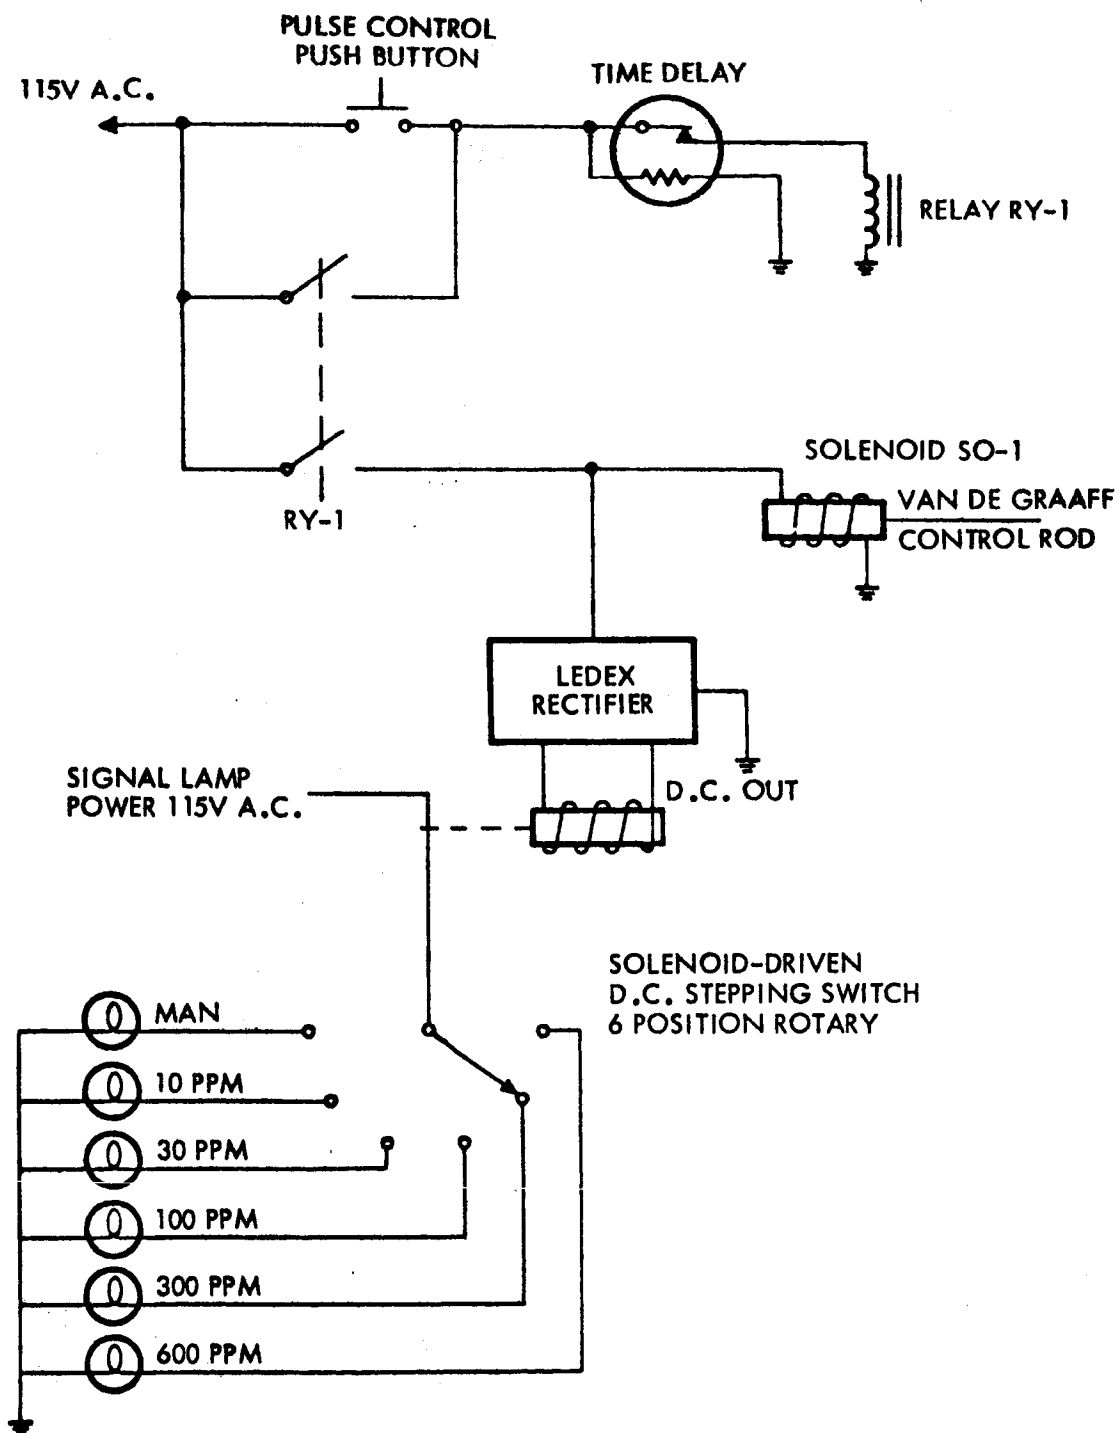 PULSE CONTROL
PUSH BUTTON
115V A.C.
TIME DELAY
RELAY RY-1
RY-1
SOLENOID SO-1
VAN DE GRAAFF
CONTROL ROD
LEDEX
RECTIFIER
D.C. OUT
SIGNAL LAMP
POWER 115V A.C.
SOLENOID-DRIVEN
D.C. STEPPING SWITCH
6 POSITION ROTARY
MAN
10 PPM
30 PPM
100 PPM
300 PPM
600 PPM